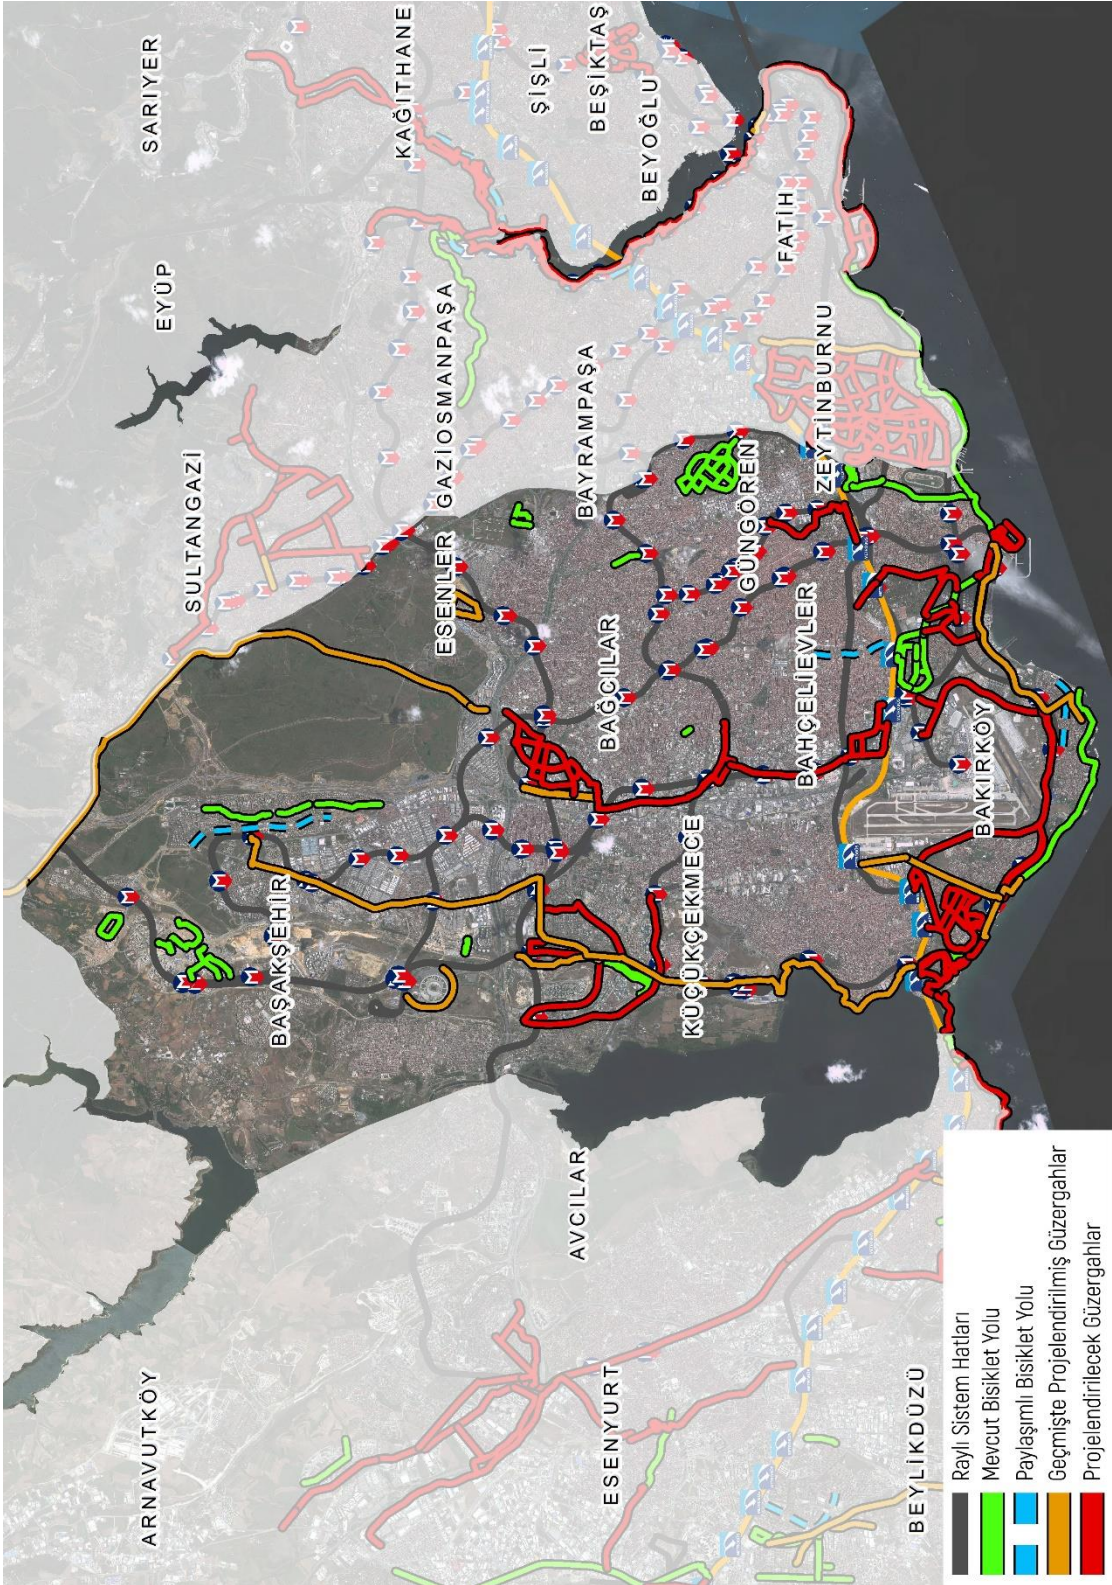 SARIYER
KAĞITHANE
ŞİŞLİ
BEŞİKTAŞ
BEYOĞLU
EYÜP
FATİH
GAZİOSMANPAŞA
SULTANGAZİ
BAYRAMPAŞA
ZEYTİNBURNU
ESENLER
GÜNGÖREN
BAĞCILAR
BAHÇELİEVLER
BAKIRKÖY
BAŞAKŞEHİR
KÜÇÜKÇEKMECE
AVCILAR
ARNAVUTKÖY
ESENYURT
BEYLİKDÜZÜ
Raylı Sistem Hatları
Mevcut Bisiklet Yolu
Paylaşımlı Bisiklet Yolu
Geçmişte Projelendirilmiş Güzergahlar
Projelendirilecek Güzergahlar